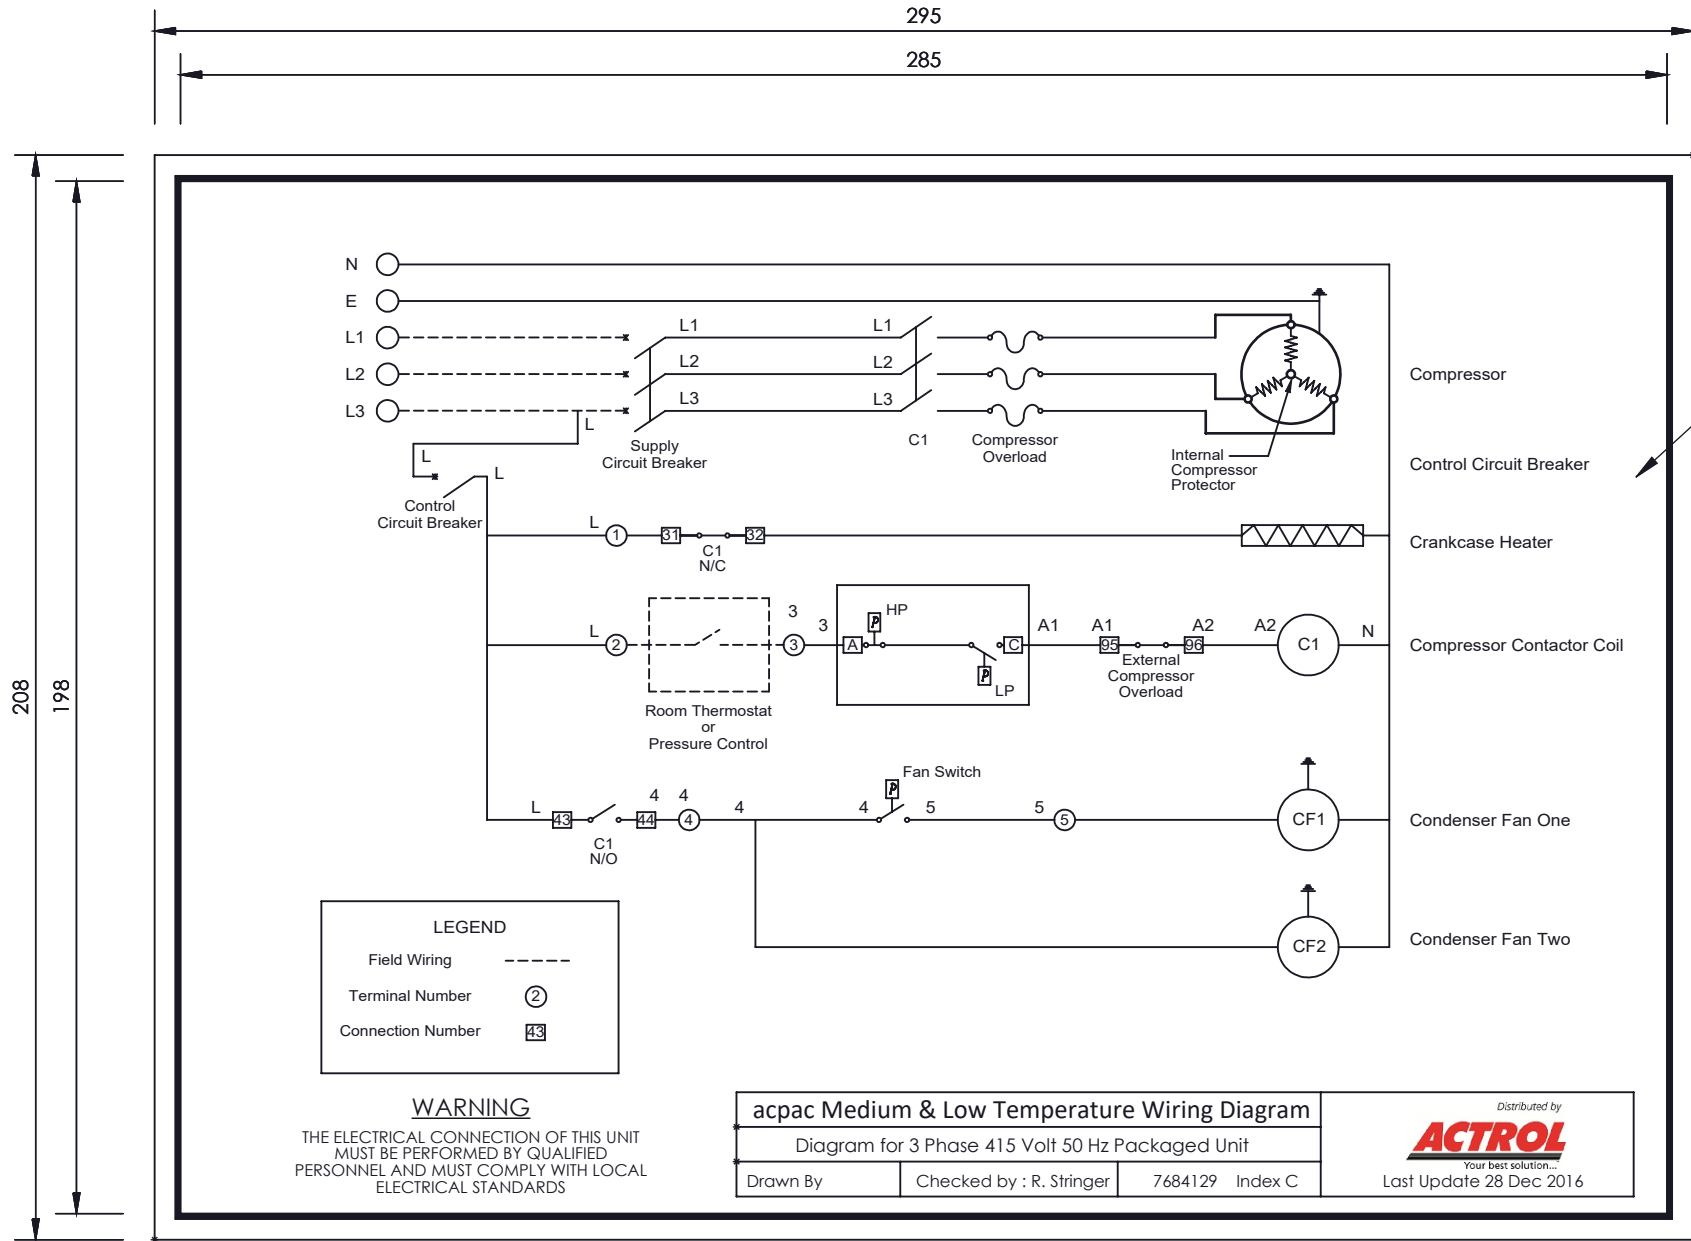 295
285
208
198
N
E
L1
L2
L3
L1
L2
L3
L1
L2
L3
L
L
L
Supply
Circuit Breaker
C1
Compressor
Overload
Internal
Compressor
Protector
Compressor
Control Circuit Breaker
Control
Circuit Breaker
L
1
31
32
C1
N/C
Crankcase Heater
L
2
3
3
3
A
HP
LP
C
A1
A1
95
96
A2
A2
C1
N
External
Compressor
Overload
Compressor Contactor Coil
Room Thermostat
or
Pressure Control
P
P
L
43
44
4
4
4
4
C1
N/O
4
P
Fan Switch
5
5
5
CF1
Condenser Fan One
CF2
Condenser Fan Two
LEGEND
Field Wiring
Terminal Number 2
Connection Number 43
WARNING
THE ELECTRICAL CONNECTION OF THIS UNIT
MUST BE PERFORMED BY QUALIFIED
PERSONNEL AND MUST COMPLY WITH LOCAL
ELECTRICAL STANDARDS
acpac Medium & Low Temperature Wiring Diagram
Diagram for 3 Phase 415 Volt 50 Hz Packaged Unit
Drawn By
Checked by : R. Stringer
7684129 Index C
Distributed by
ACTROL
Your best solution...
Last Update 28 Dec 2016